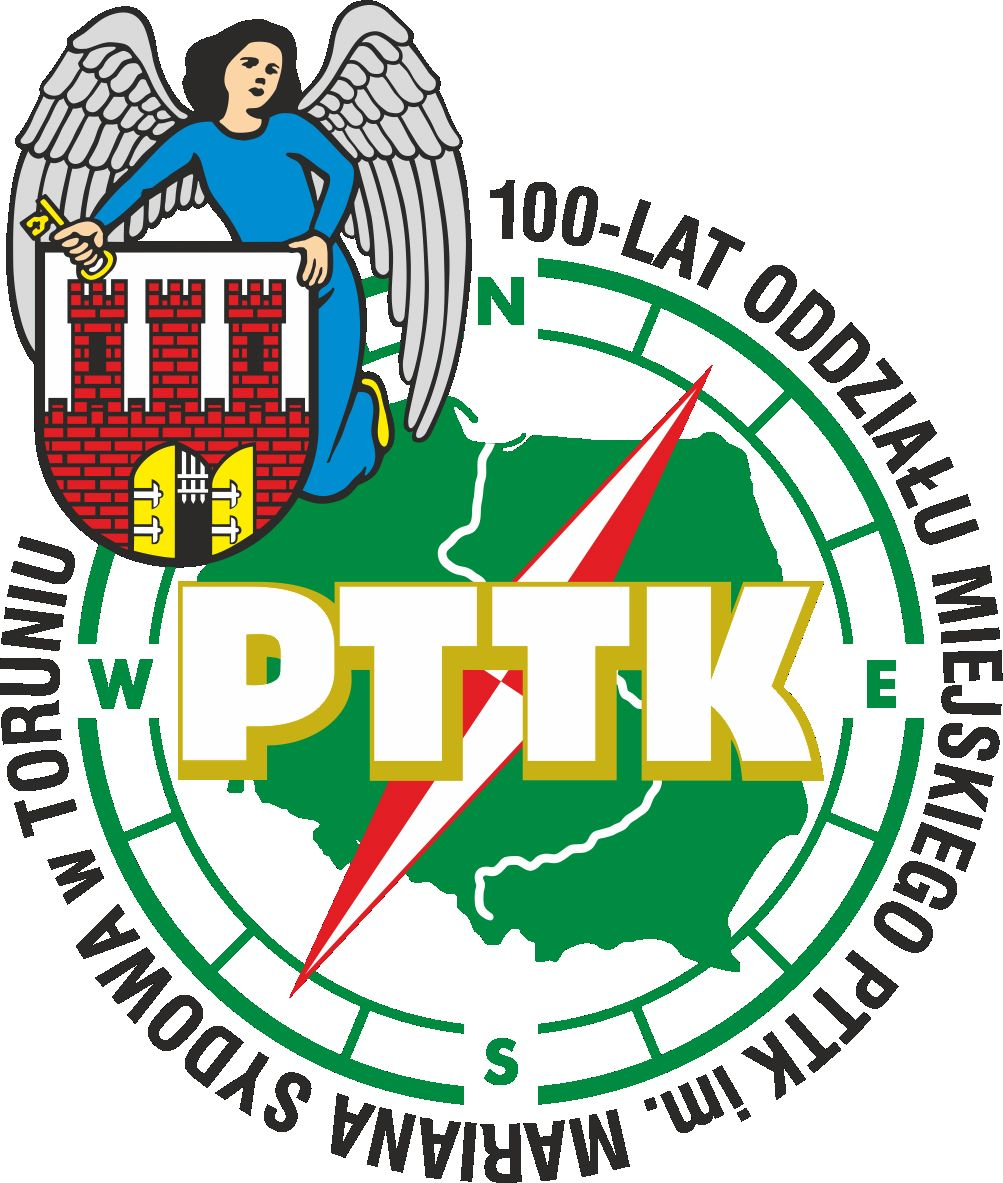 100-LAT ODDZIAŁU MIEJSKIEGO PTTK im. MARIANA SYDOWA w TORUNIU
N
W
PTTK
E
S